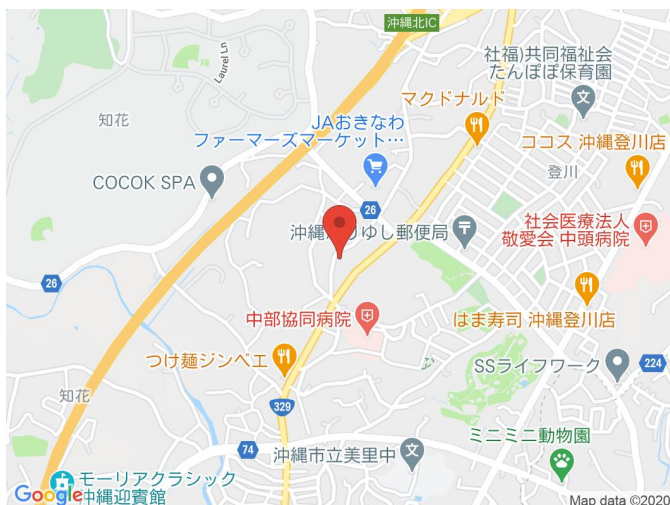 沖縄北IC
Laurel Ln
社福)共同福祉会
たんぽぽ保育園
マクドナルド
知花
JAおきなわ
ファーマーズマーケット…
ココス 沖縄登川店
登川
COCOK SPA
26
社会医療法人
敬愛会 中頭病院
沖縄
りゆし郵便局
26
中部協同病院
はま寿司 沖縄登川店
つけ麺ジンベエ
SSライフワーク
224
知花
329
ミニミニ動物園
74
沖縄市立美里中
モーリアクラシック
沖縄迎賓館
Google
Map data ©2020